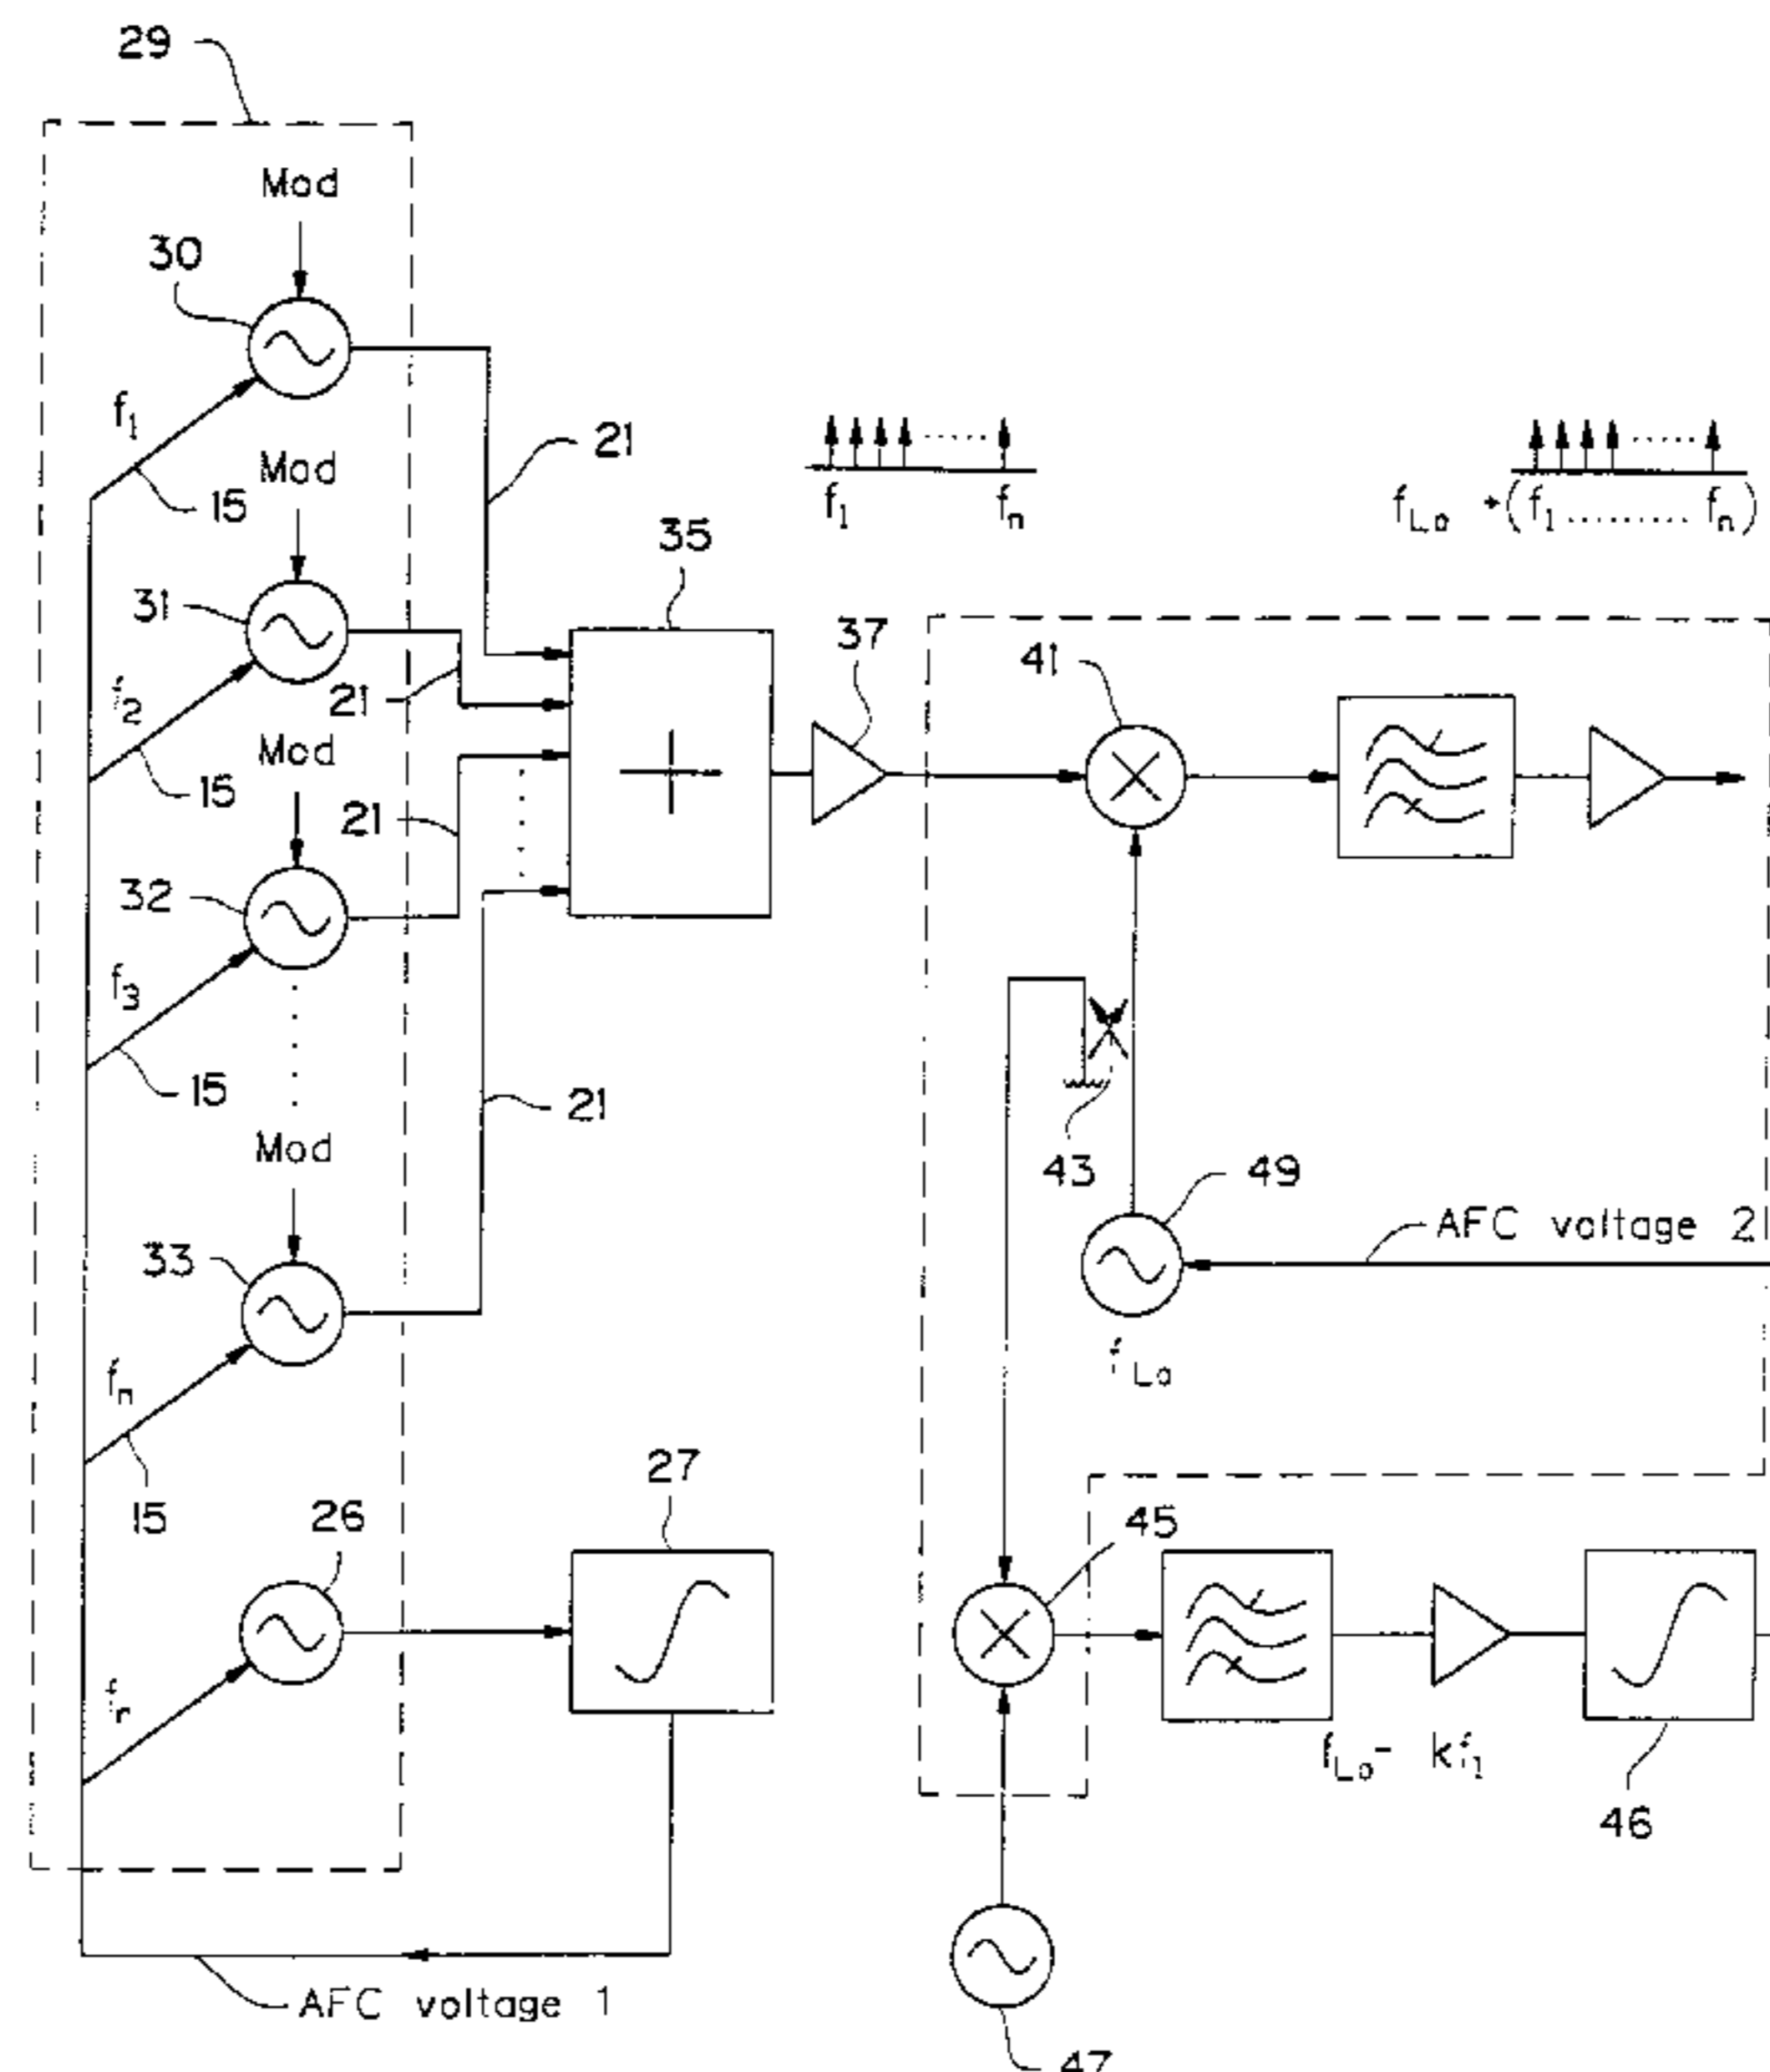 29
Mod
30
f1
21
Mod
15
f1 fn
fLo +(f1 ......... fn)
35
31
37
41
f2
21
Mod
15
21
32
f3
15
21
Mod
43
49
AFC voltage 2
33
fLo
fn
27
15
26
45
fr
fLo- kf1
46
AFC voltage 1
47